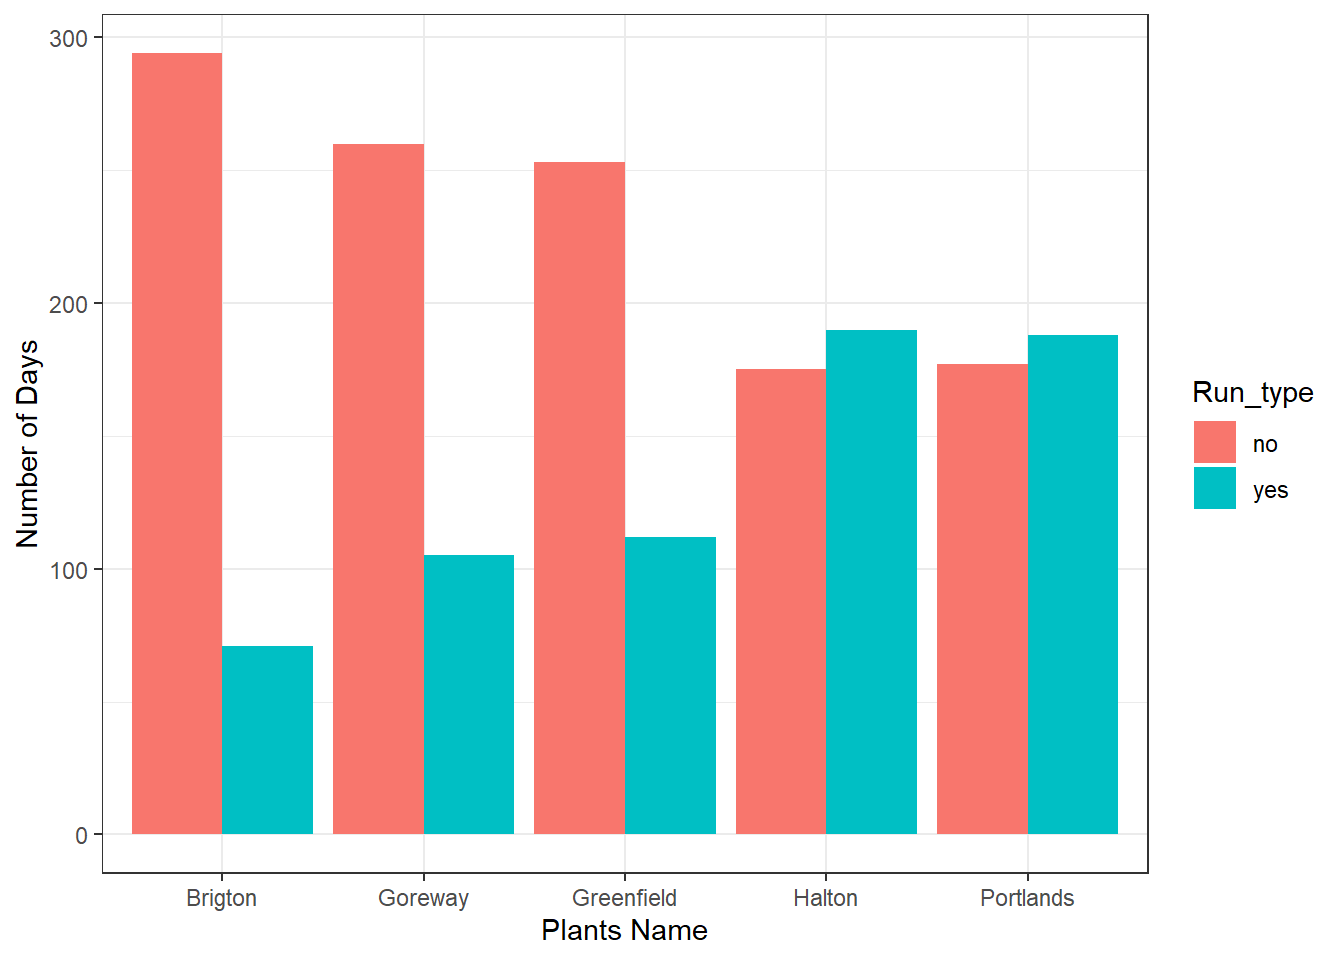 300
200
100
0
Number of Days
Brigton
Goreway
Greenfield
Halton
Portlands
Plants Name
Run_type
no
yes